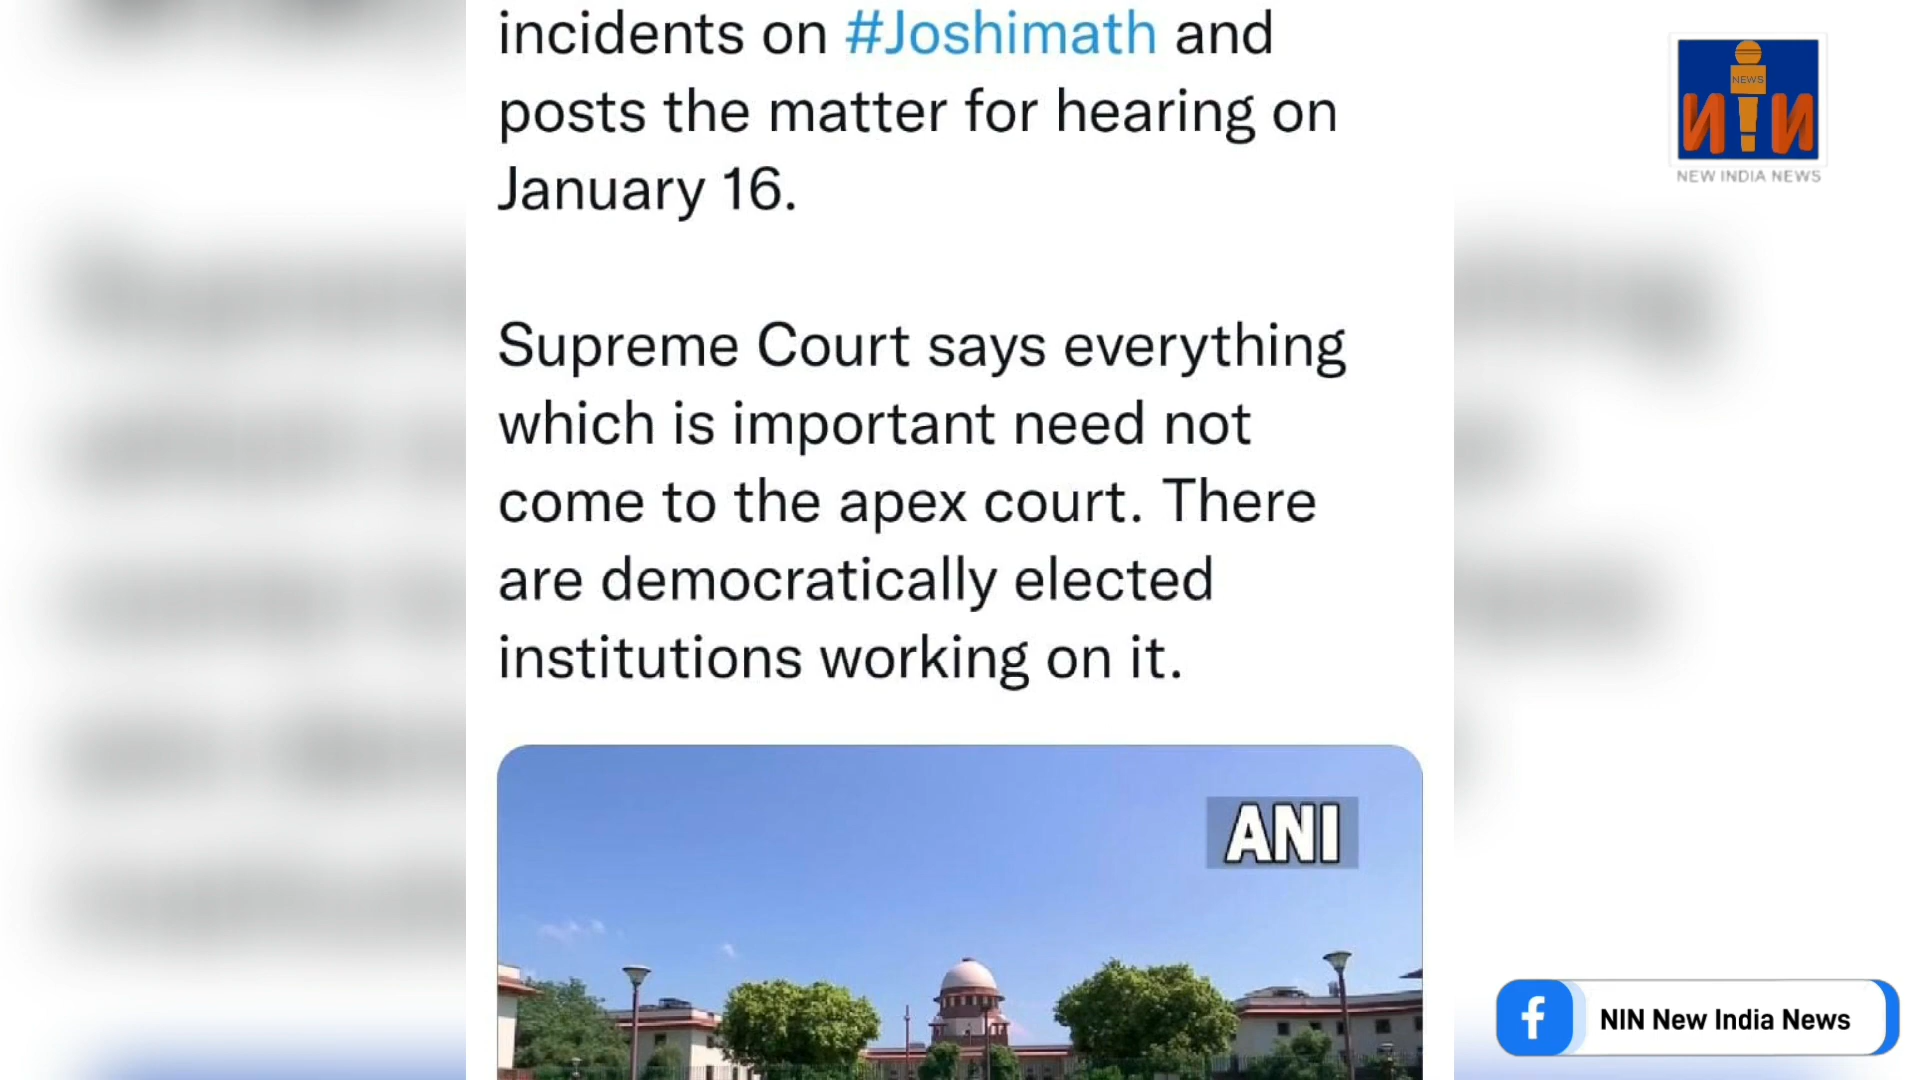 incidents on #Joshimath and
posts the matter for hearing on
January 16.
Supreme Court says everything
which is important need not
come to the apex court. There
are democratically elected
institutions working on it.
ANI
NEWS
NIN
NEW INDIA NEWS
f
NIN New India News